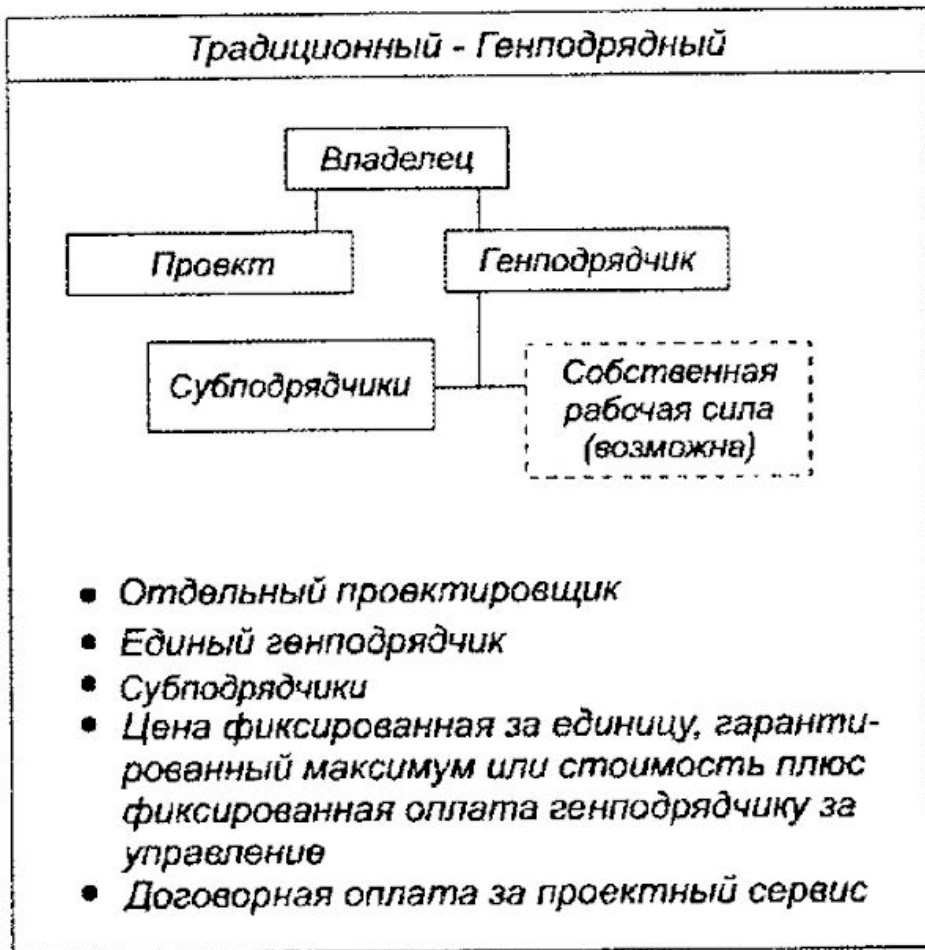 Традиционный - Генподрядный
Владелец
Проект
Генподрядчик
Субподрядчики
Собственная
рабочая сила
(возможна)
• Отдельный проектировщик
• Единый генподрядчик
• Субподрядчики
• Цена фиксированная за единицу, гаранти-
рованный максимум или стоимость плюс
фиксированная оплата генподрядчику за
управление
• Договорная оплата за проектный сервис